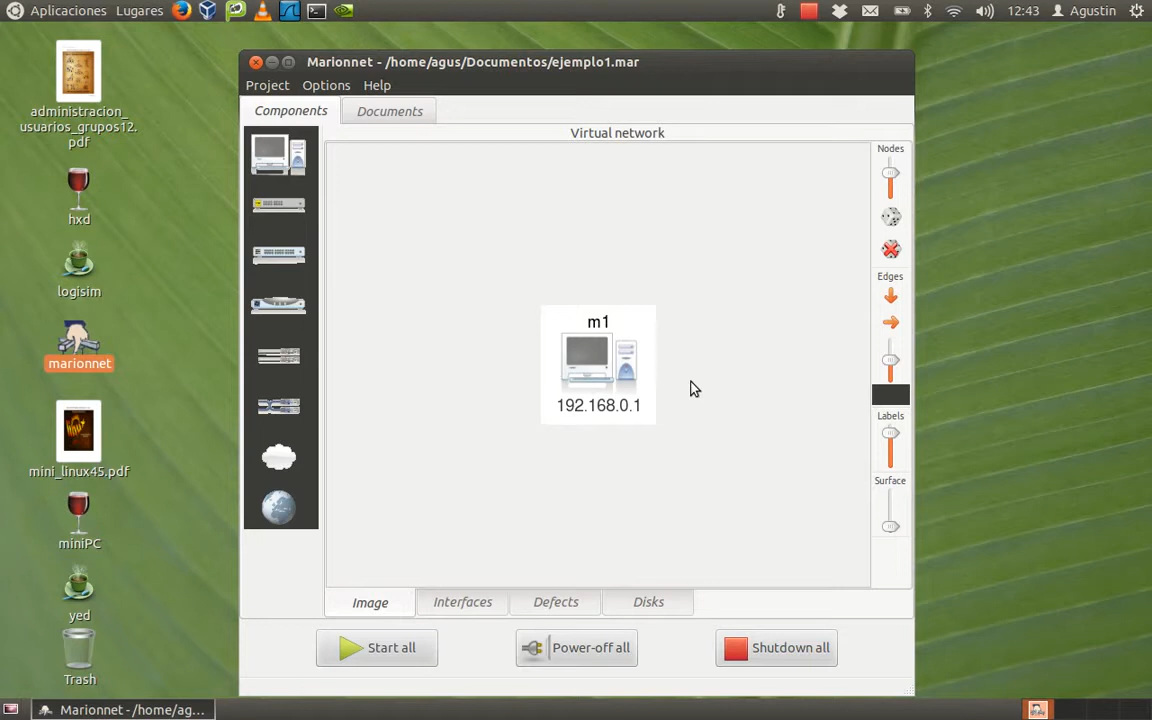 Aplicaciones Lugares 12:43 Agustin
administracion_
usuarios_grupos12.
pdf
hxd
logisim
marionnet
mini_linux45.pdf
miniPC
yed
Trash
Marionnet - /home/agus/Documentos/ejemplo1.mar
Project Options Help
Components Documents
Virtual network
m1
192.168.0.1
Nodes
Edges
Labels
Surface
Image Interfaces Defects Disks
Start all Power-off all Shutdown all
Marionnet - /home/ag...